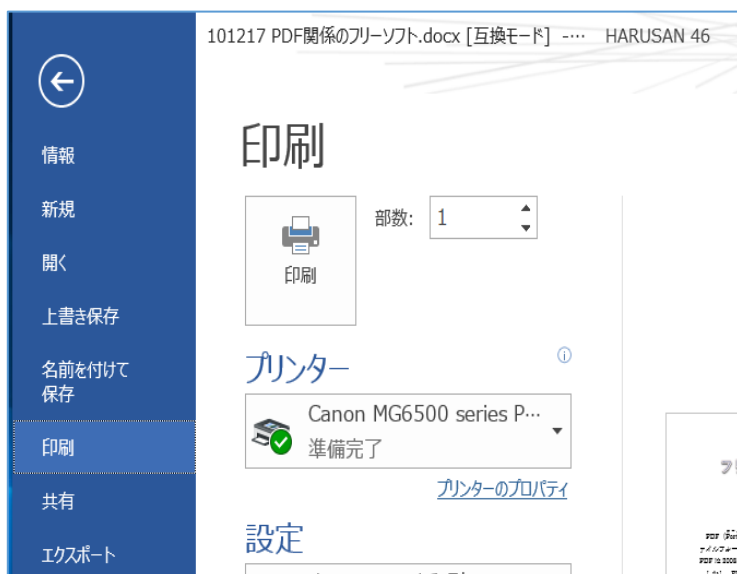 101217 PDF関係のフリーソフト.docx [互換モード] -… HARUSAN 46
印刷
情報
新規
開く
上書き保存
名前を付けて
保存
印刷
共有
エクスポート
部数: 1
印刷
プリンター
Canon MG6500 series P…
準備完了
プリンターのプロパティ
設定